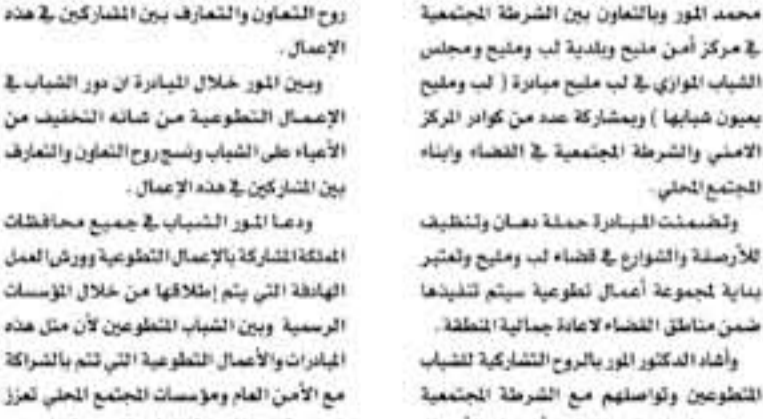 محمد المور وبالتعاون بين الشرطة المجتمعية
في مركز أمن مليح وبلدية لب ومليح ومجلس
الشباب الموازي في لب مليح مبادرة ( لب ومليح
بعيون شبابها ) وبمشاركة عدد من كوادر المركز
الامني والشرطة المجتمعية في القضاء وابناء
المجتمع المحلي .
وتضمنت المبادرة حملة دهان وتنظيف
للأرصفة والشوارع في قضاء لب ومليح وتعتبر
بداية لمجموعة أعمال تطوعية سيتم تنفيذها
ضمن مناطق القضاء لاعادة جمالية المنطقة .
وأشاد الدكتور المور بالروح التشاركية للشباب
المتطوعين وتواصلهم مع الشرطة المجتمعية
روح التعاون والتعارف بين المشاركين في هذه
الإعمال .
وبين المور خلال المبادرة ان دور الشباب في
الإعمال التطوعية من شانه التخفيف من
الأعباء على الشباب ونسج روح التعاون والتعارف
بين المشاركين في هذه الإعمال .
ودعا المور الشباب في جميع محافظات
المملكة المشاركة بالإعمال التطوعية وورش العمل
الهادفة التي يتم إطلاقها من خلال المؤسسات
الرسمية وبين الشباب المتطوعين لأن مثل هذه
المبادرات والأعمال التطوعية التي تتم بالشراكة
مع الأمن العام ومؤسسات المجتمع المحلي تعزز